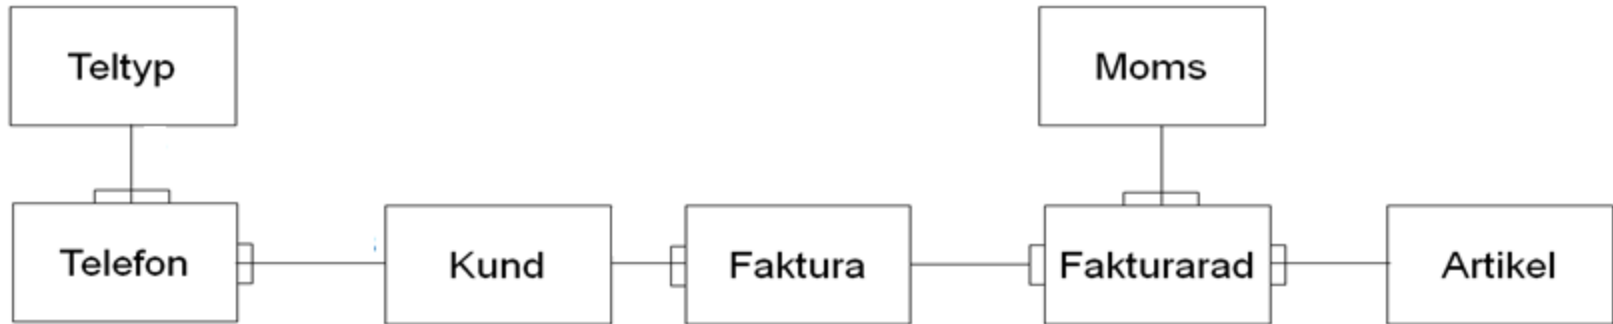 Teltyp
Moms
Telefon
Kund
Faktura
Fakturarad
Artikel